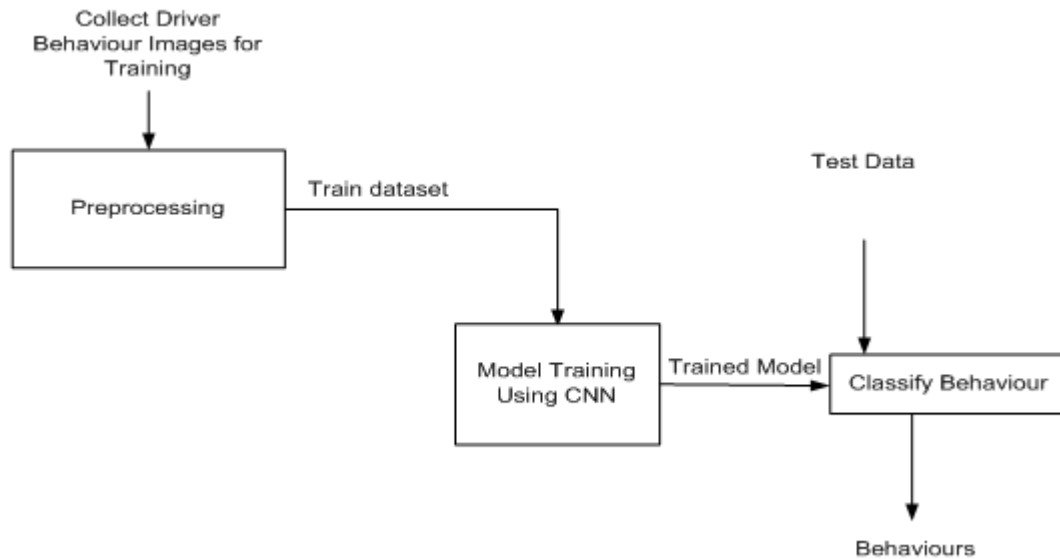 Collect Driver
Behaviour Images for
Training
Preprocessing
Train dataset
Test Data
Model Training
Using CNN
Trained Model
Classify Behaviour
Behaviours